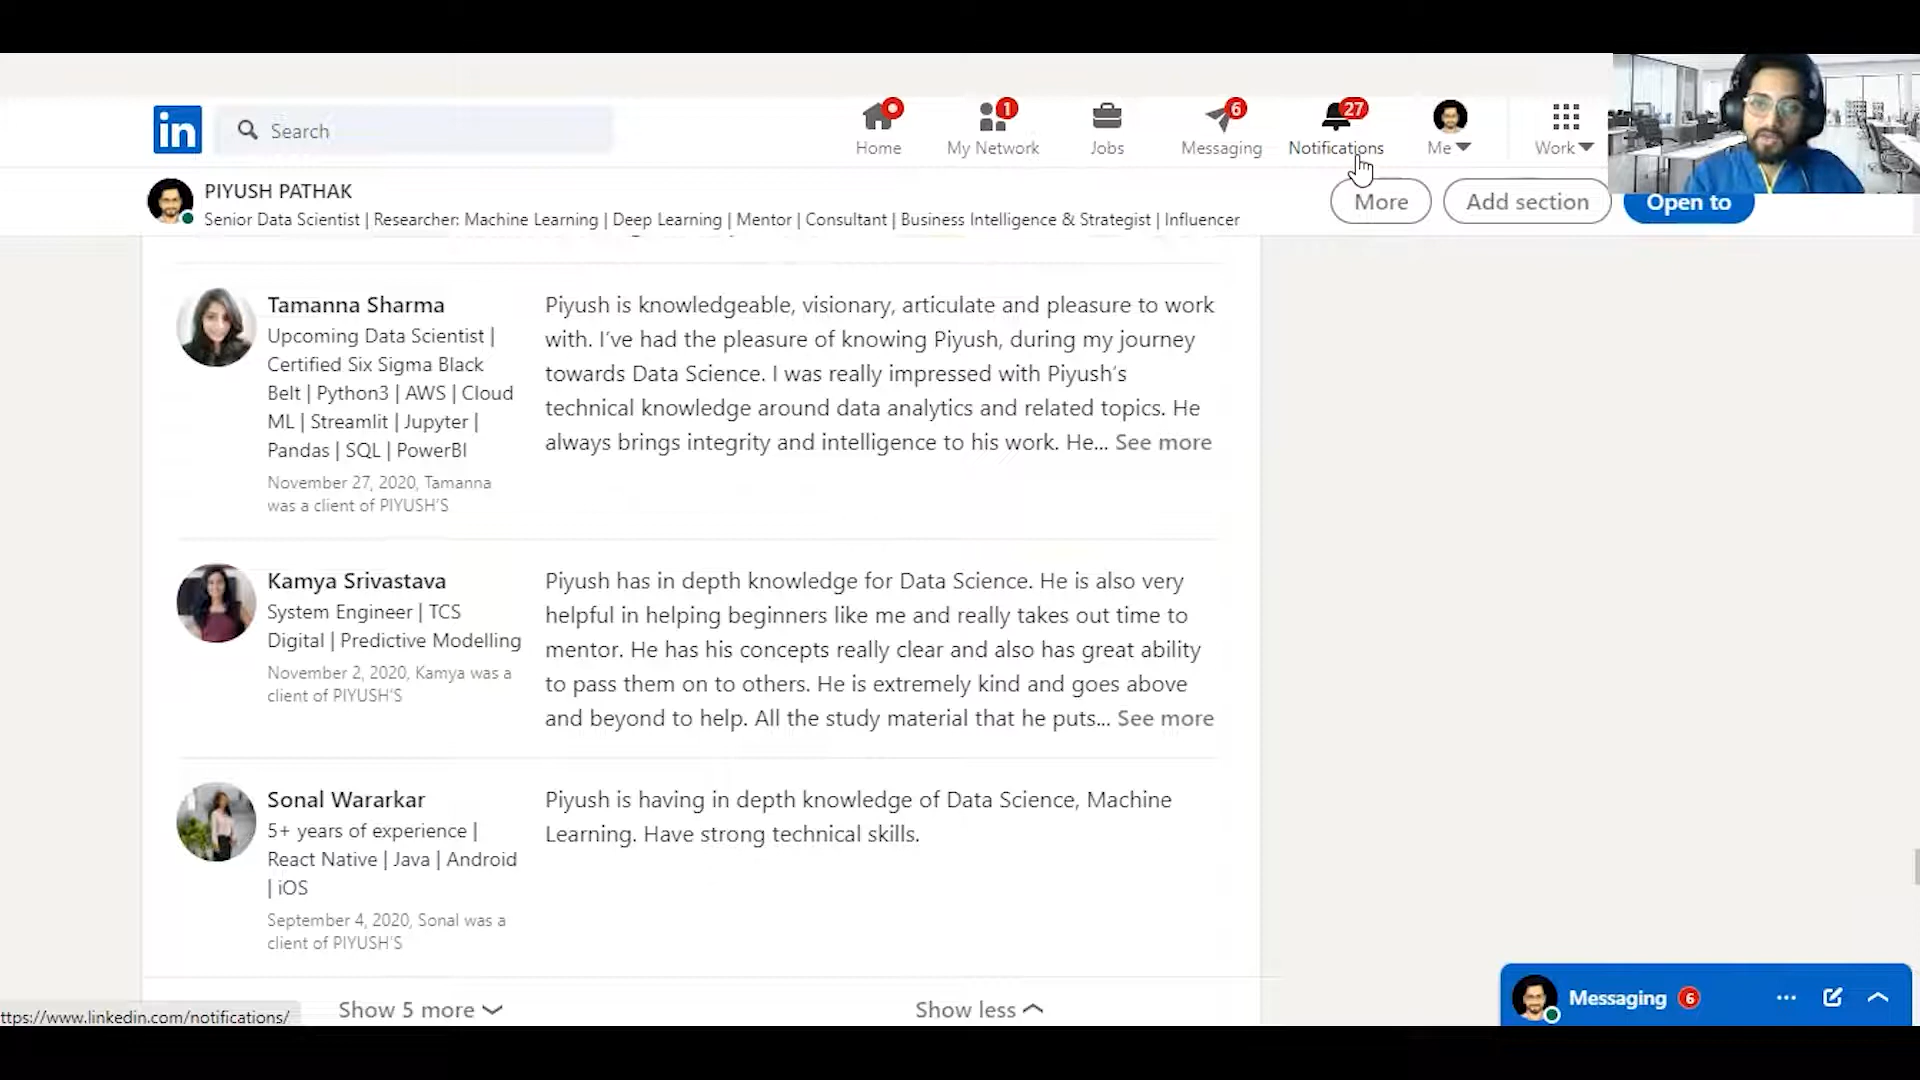 in
Search
Home
1
My Network
Jobs
6
Messaging
27
Notifications
Me
Work
PIYUSH PATHAK
Senior Data Scientist | Researcher: Machine Learning | Deep Learning | Mentor | Consultant | Business Intelligence & Strategist | Influencer
More
Add section
Open to
Tamanna Sharma
Upcoming Data Scientist |
Certified Six Sigma Black
Belt | Python3 | AWS | Cloud
ML | Streamlit | Jupyter |
Pandas | SQL | PowerBI
November 27, 2020, Tamanna
was a client of PIYUSH'S
Piyush is knowledgeable, visionary, articulate and pleasure to work
with. I've had the pleasure of knowing Piyush, during my journey
towards Data Science. I was really impressed with Piyush's
technical knowledge around data analytics and related topics. He
always brings integrity and intelligence to his work. He... See more
Kamya Srivastava
System Engineer | TCS
Digital | Predictive Modelling
November 2, 2020, Kamya was a
client of PIYUSH'S
Piyush has in depth knowledge for Data Science. He is also very
helpful in helping beginners like me and really takes out time to
mentor. He has his concepts really clear and also has great ability
to pass them on to others. He is extremely kind and goes above
and beyond to help. All the study material that he puts... See more
Sonal Wararkar
5+ years of experience |
React Native | Java | Android
| iOS
September 4, 2020, Sonal was a
client of PIYUSH'S
Piyush is having in depth knowledge of Data Science, Machine
Learning. Have strong technical skills.
Show 5 more
Show less
ttps://www.linkedin.com/notifications/
Messaging 6